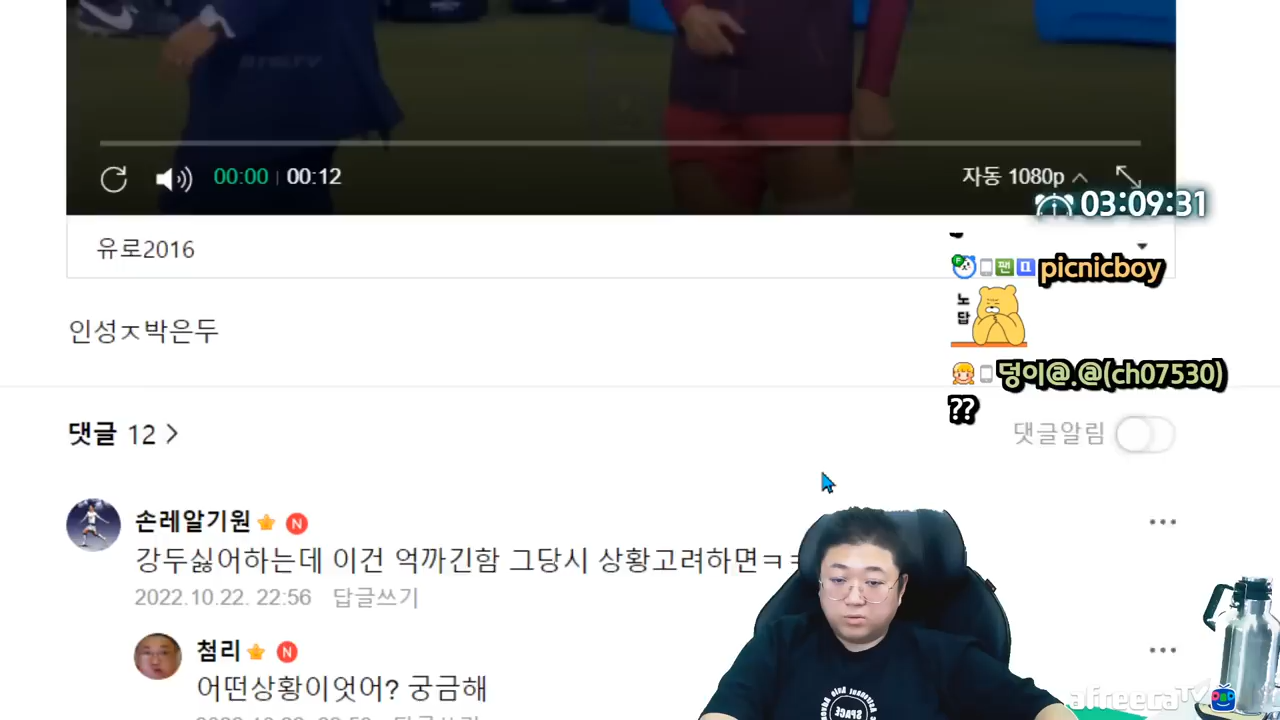 00:00 | 00:12
자동 1080p
03:09:31
유로2016
팬 picnicboy
노답
인성ㅈ박은두
덩이@.@(ch07530)
??
댓글 12 >
댓글알림
손레알기원 N
강두싫어하는데 이건 억까긴함 그당시 상황고려하면ㅋ
2022.10.22. 22:56 답글쓰기
첨리 N
어떤상황이엇어? 궁금해
SPACE
afreecaTV